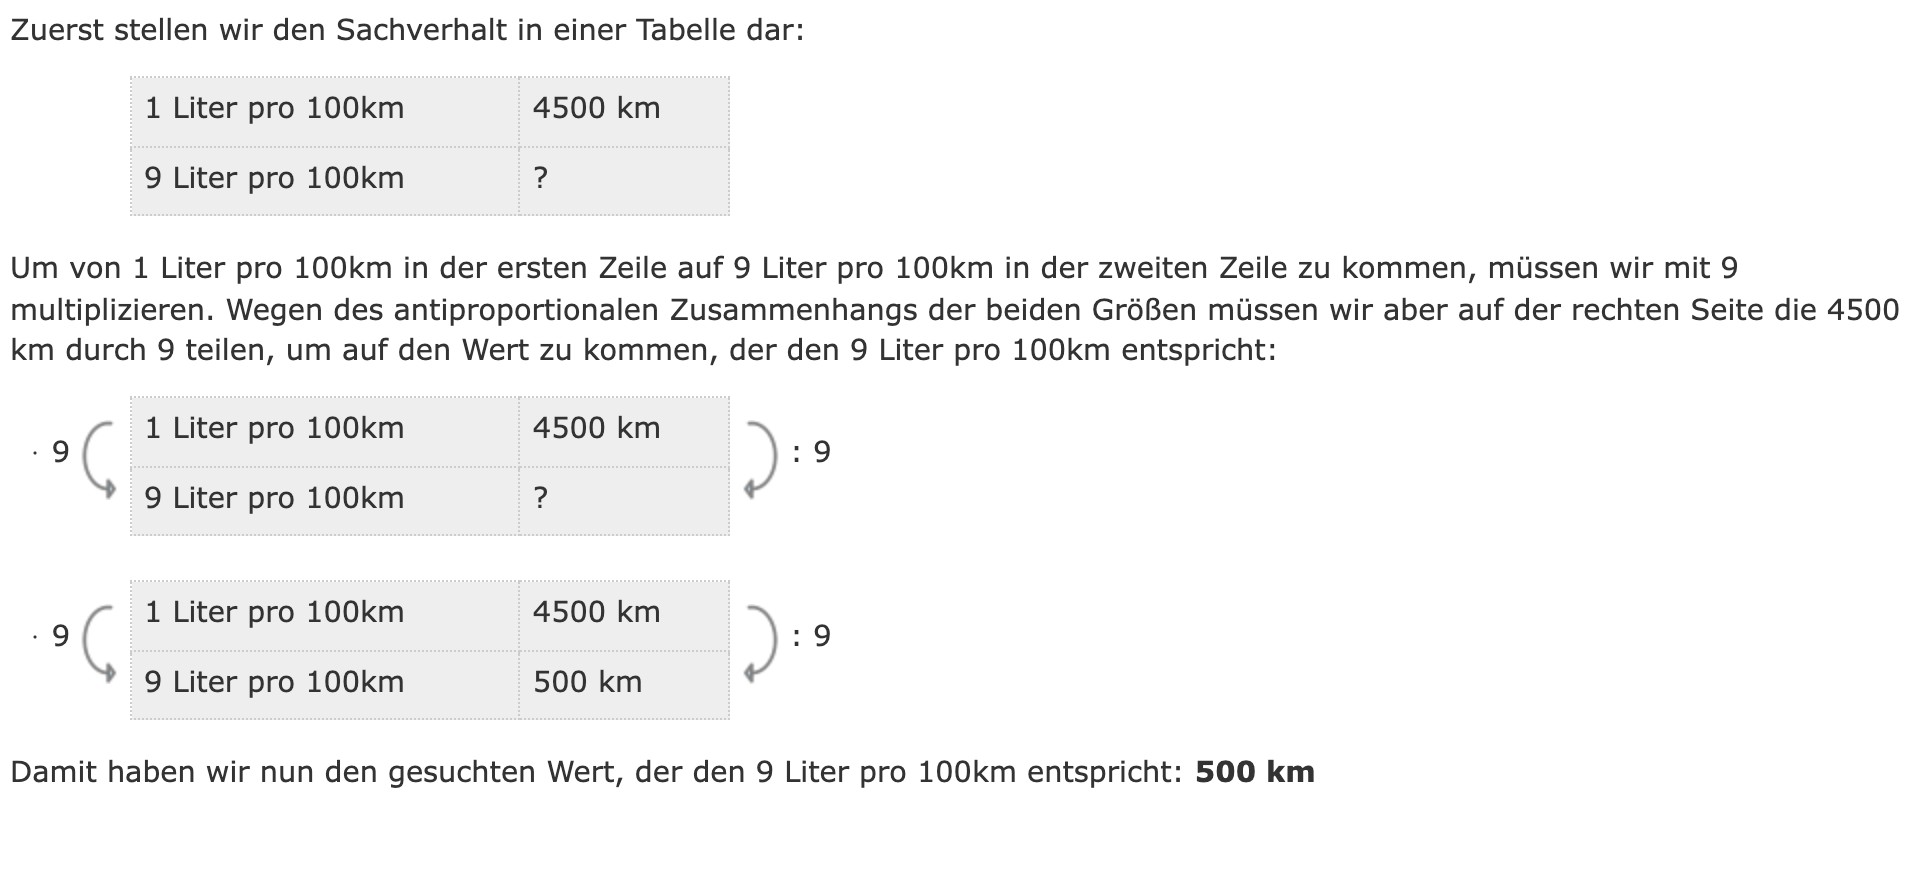 Zuerst stellen wir den Sachverhalt in einer Tabelle dar:
1 Liter pro 100km 4500 km
9 Liter pro 100km ?
Um von 1 Liter pro 100km in der ersten Zeile auf 9 Liter pro 100km in der zweiten Zeile zu kommen, müssen wir mit 9
multiplizieren. Wegen des antiproportionalen Zusammenhangs der beiden Größen müssen wir aber auf der rechten Seite die 4500
km durch 9 teilen, um auf den Wert zu kommen, der den 9 Liter pro 100km entspricht:
1 Liter pro 100km 4500 km
· 9 : 9
9 Liter pro 100km ?
1 Liter pro 100km 4500 km
· 9 : 9
9 Liter pro 100km 500 km
Damit haben wir nun den gesuchten Wert, der den 9 Liter pro 100km entspricht: 500 km